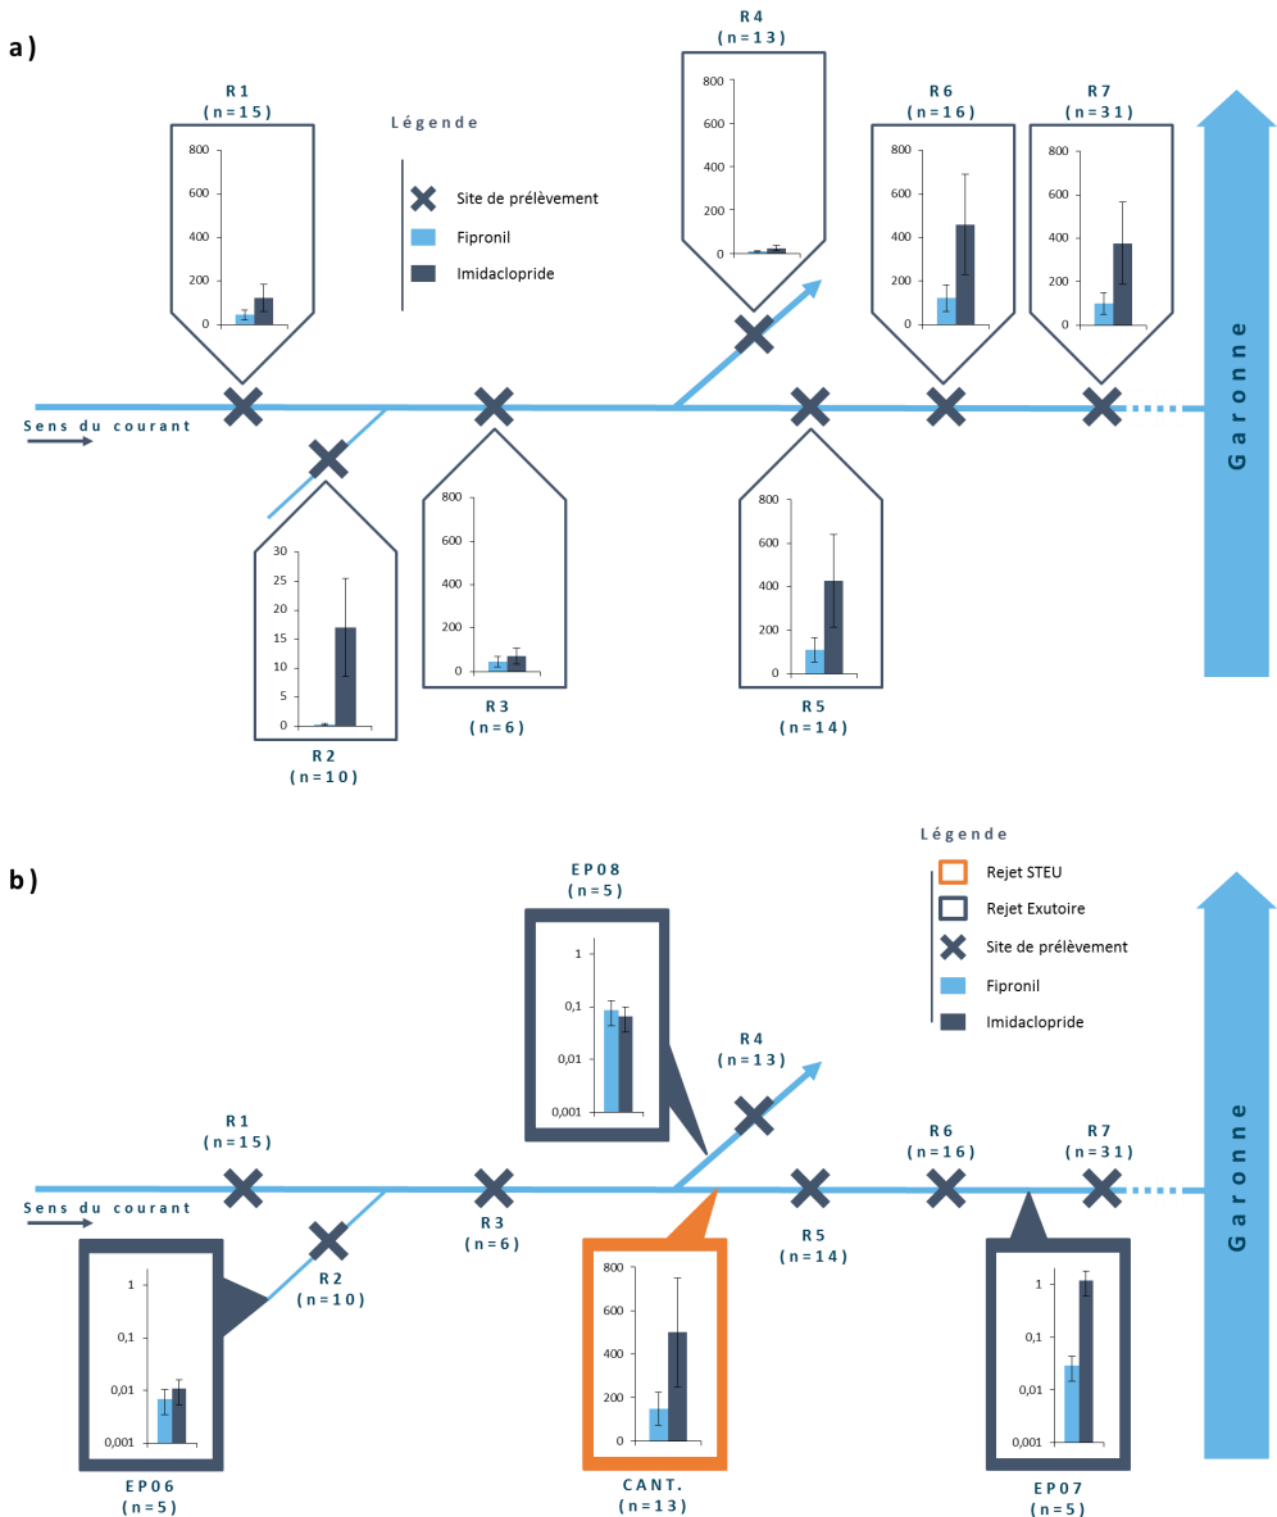 a)
R1
(n=15)
800
600
400
200
0
Légende
Site de prélèvement
Fipronil
Imidaclopride
R4
(n=13)
800
600
400
200
0
R6
(n=16)
800
600
400
200
0
R7
(n=31)
800
600
400
200
0
Garonne
Sens du courant
30
25
20
15
10
5
0
R2
(n=10)
800
600
400
200
0
R3
(n=6)
800
600
400
200
0
R5
(n=14)
b)
Légende
Rejet STEU
Rejet Exutoire
Site de prélèvement
Fipronil
Imidaclopride
EP08
(n=5)
1
0,1
0,01
0,001
R4
(n=13)
R1
(n=15)
R6
(n=16)
R7
(n=31)
Garonne
Sens du courant
R2
(n=10)
R3
(n=6)
R5
(n=14)
1
0,1
0,01
0,001
EP06
(n=5)
800
600
400
200
0
CANT.
(n=13)
1
0,1
0,01
0,001
EP07
(n=5)